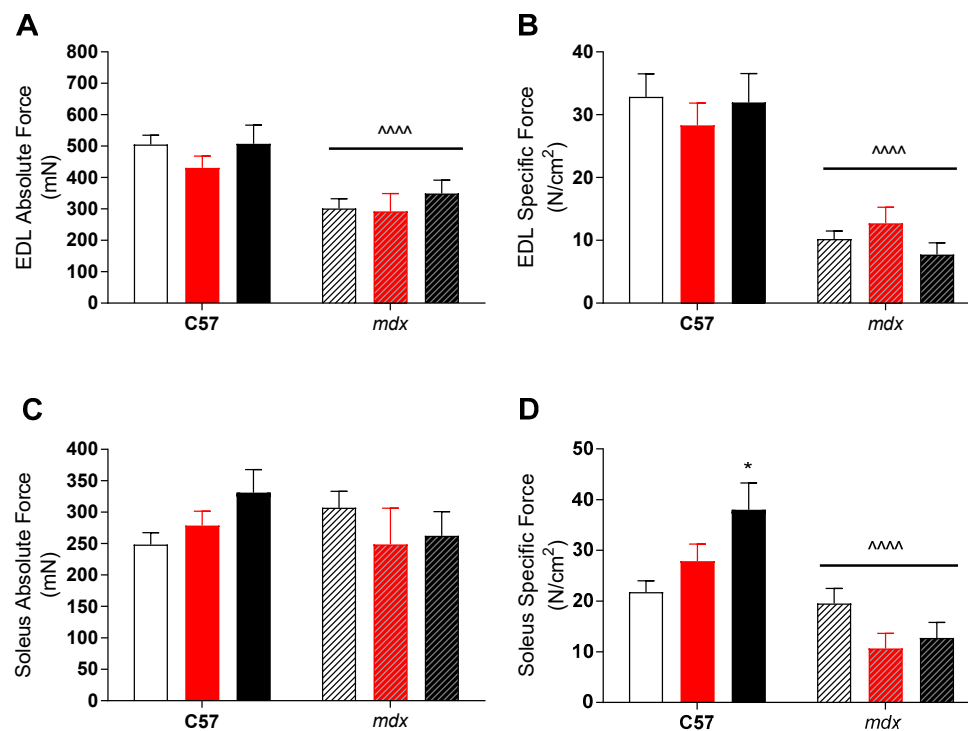 A
EDL Absolute Force
(mN)
800
700
600
500
400
300
200
100
0
^^^^
C57
mdx
B
EDL Specific Force
(N/cm²)
40
30
20
10
0
^^^^
C57
mdx
C
Soleus Absolute Force
(mN)
400
350
300
250
200
150
100
50
0
C57
mdx
D
Soleus Specific Force
(N/cm²)
50
40
30
20
10
0
*
^^^^
C57
mdx